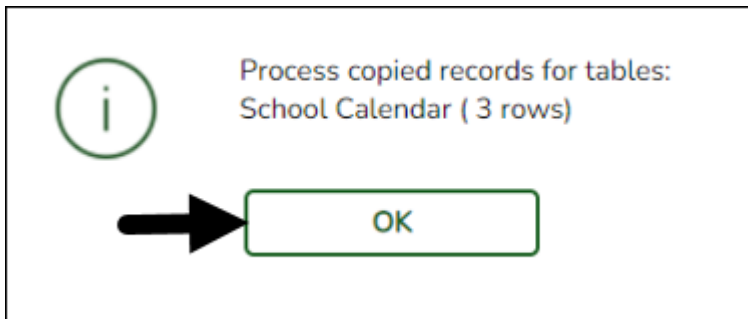 Process copied records for tables:
School Calendar ( 3 rows)
OK